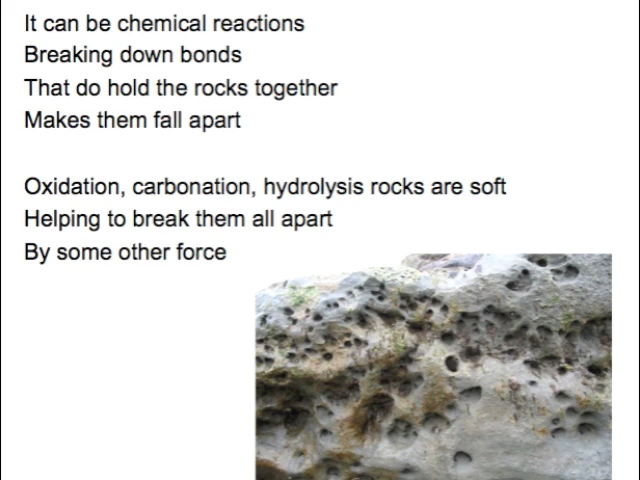 It can be chemical reactions
Breaking down bonds
That do hold the rocks together
Makes them fall apart
Oxidation, carbonation, hydrolysis rocks are soft
Helping to break them all apart
By some other force